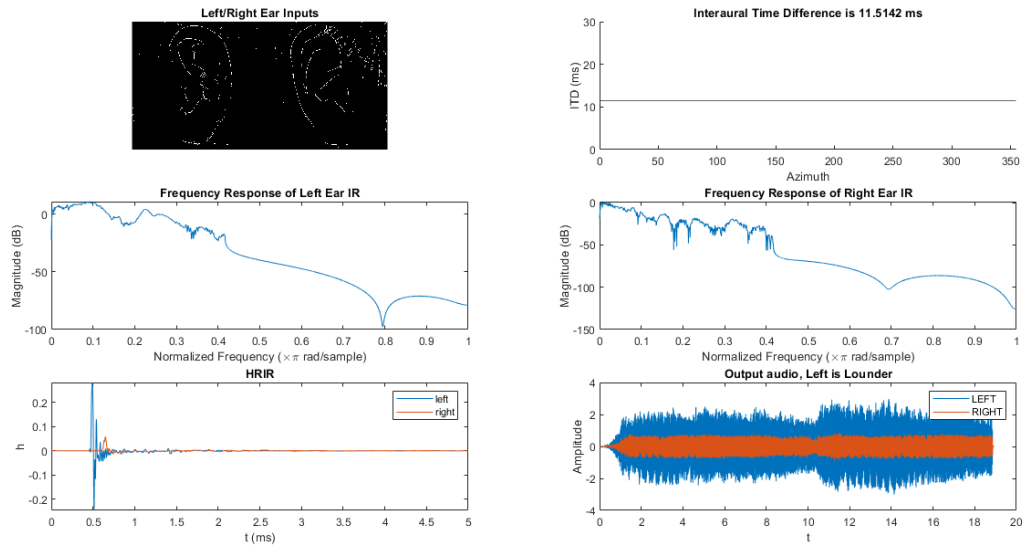 Left/Right Ear Inputs
Interaural Time Difference is 11.5142 ms
30
20
10
0
ITD (ms)
0 50 100 150 200 250 300 350
Azimuth
Frequency Response of Left Ear IR
0
-50
-100
Magnitude (dB)
0 0.1 0.2 0.3 0.4 0.5 0.6 0.7 0.8 0.9 1
Normalized Frequency (×π rad/sample)
Frequency Response of Right Ear IR
0
-50
-100
-150
Magnitude (dB)
0 0.1 0.2 0.3 0.4 0.5 0.6 0.7 0.8 0.9 1
Normalized Frequency (×π rad/sample)
HRIR
left
right
0.2
0.1
0
-0.1
-0.2
h
0 0.5 1 1.5 2 2.5 3 3.5 4 4.5 5
t (ms)
Output audio, Left is Lounder
LEFT
RIGHT
4
2
0
-2
-4
Amplitude
0 2 4 6 8 10 12 14 16 18 20
t